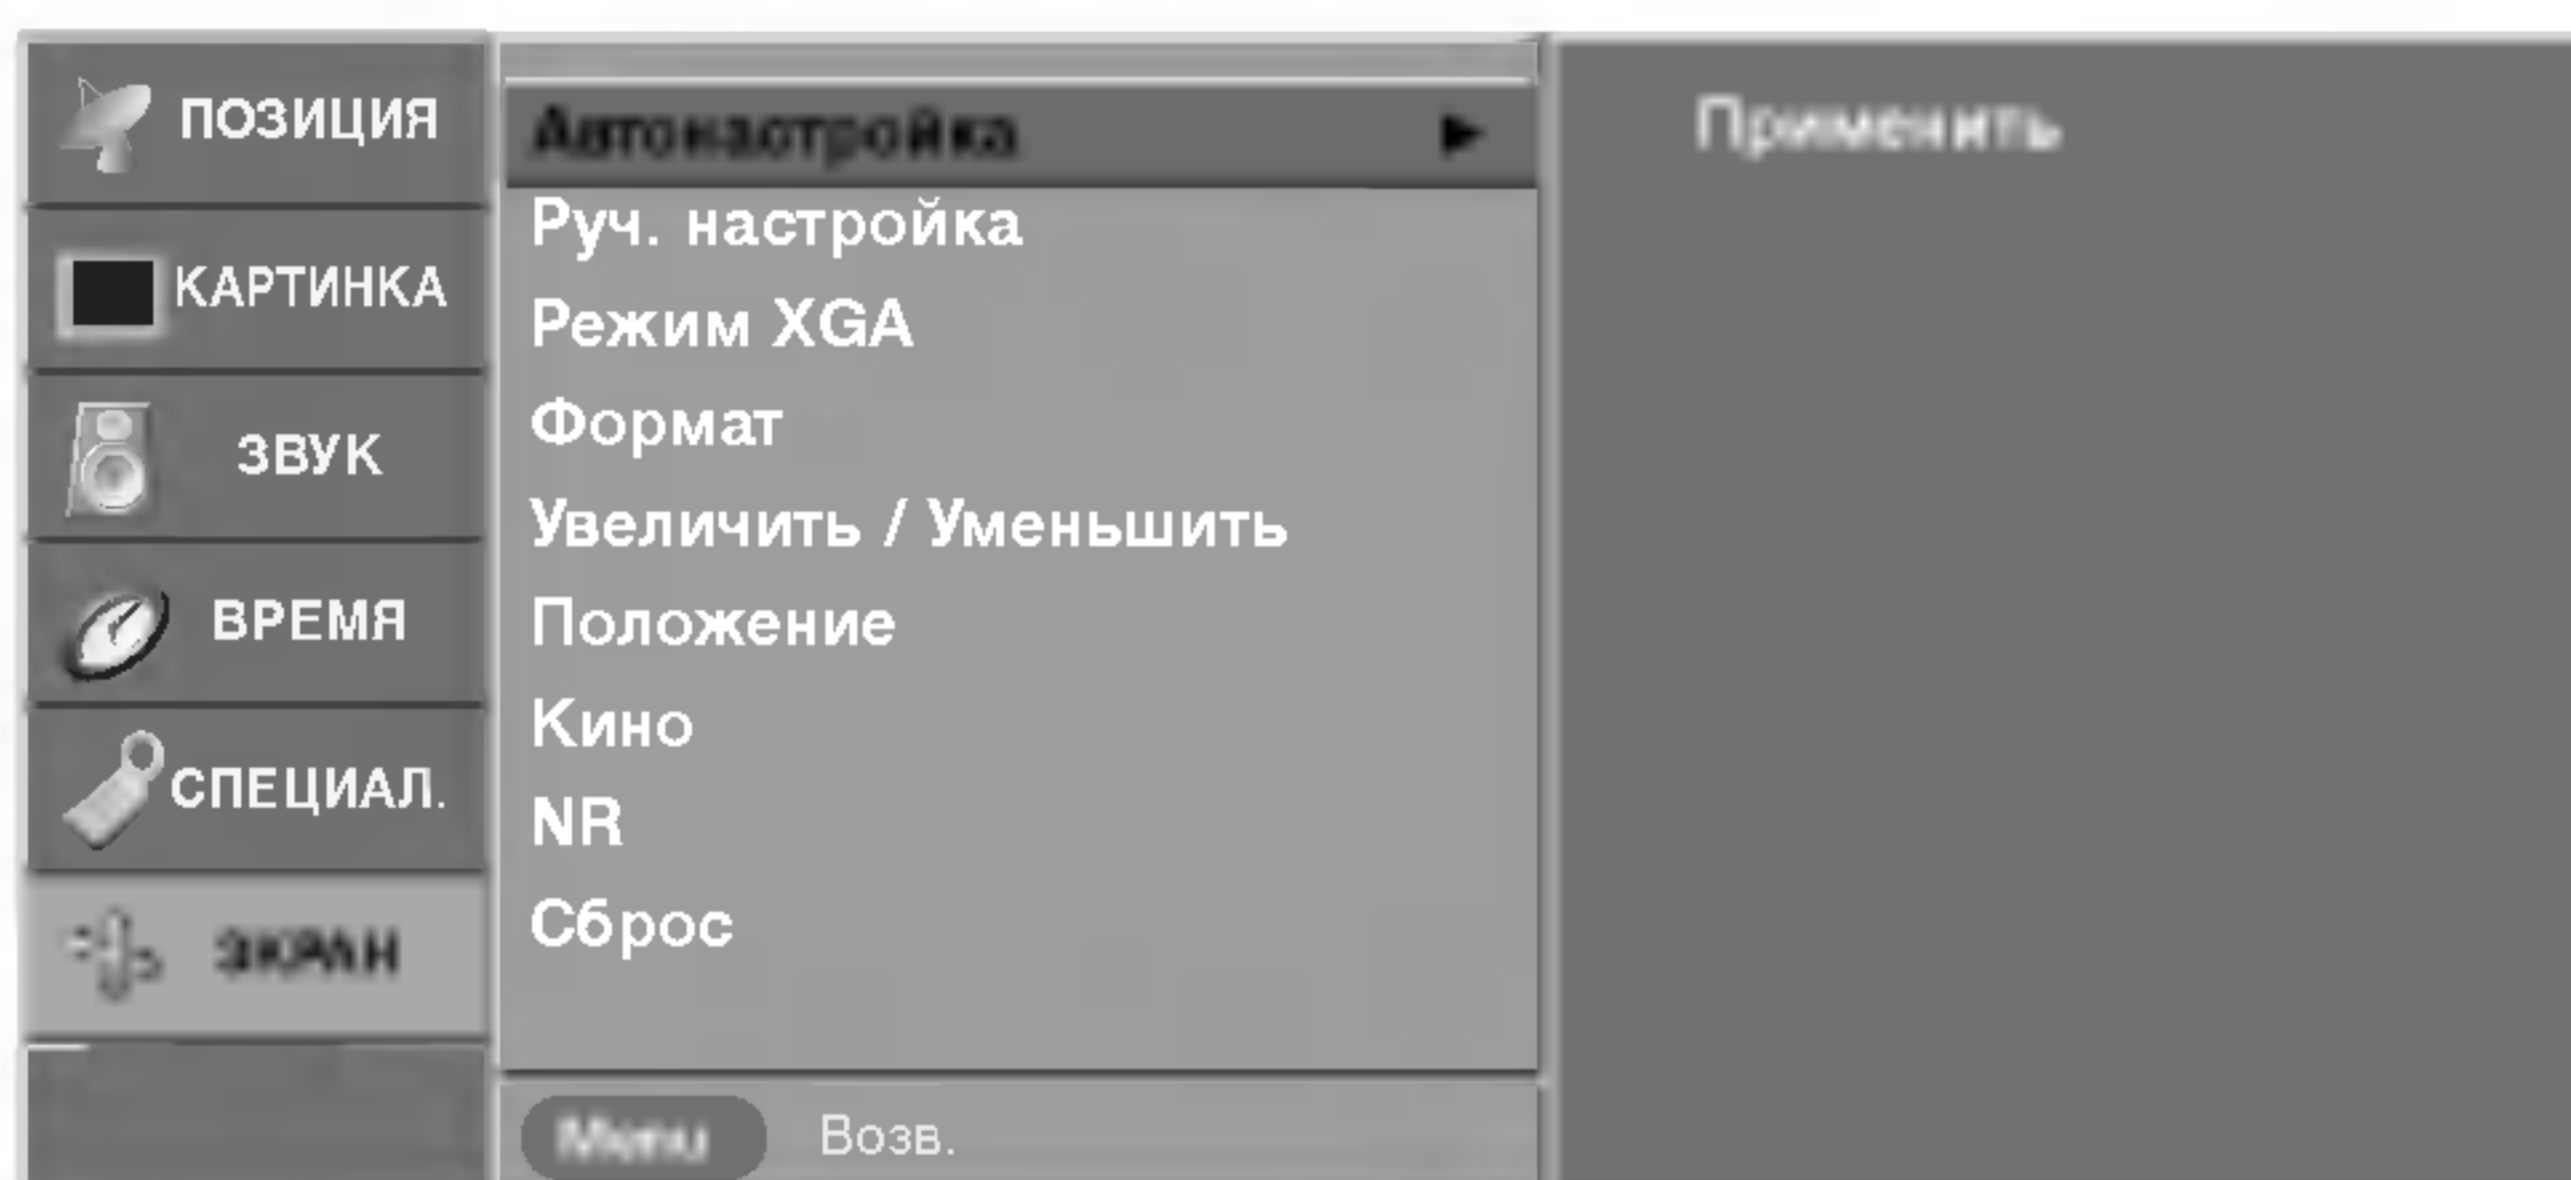 ПОЗИЦИЯ
КАРТИНКА
ЗВУК
ВРЕМЯ
СПЕЦИАЛ.
ЭКРАН
Автонастройка ►
Руч. настройка
Режим XGA
Формат
Увеличить / Уменьшить
Положение
Кино
NR
Сброс
Menu Возв.
Применить